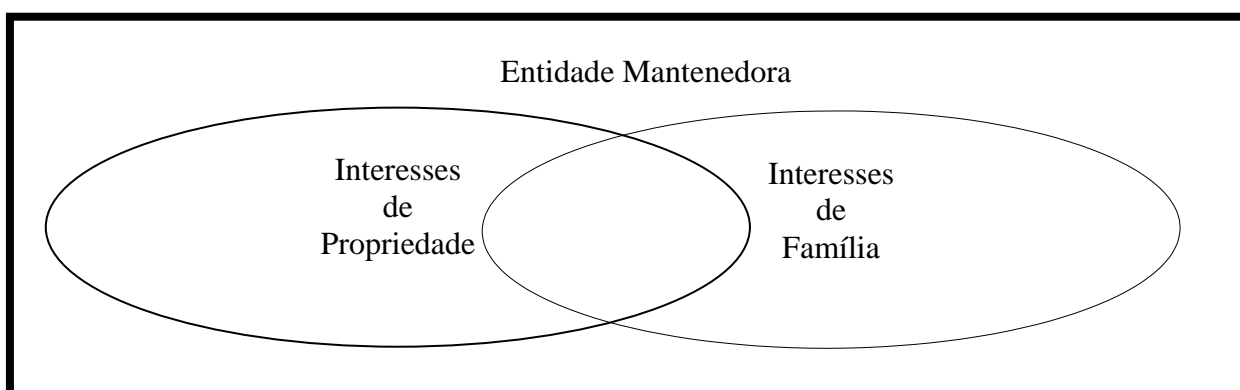 Entidade Mantenedora
Interesses
de
Propriedade
Interesses
de
Família